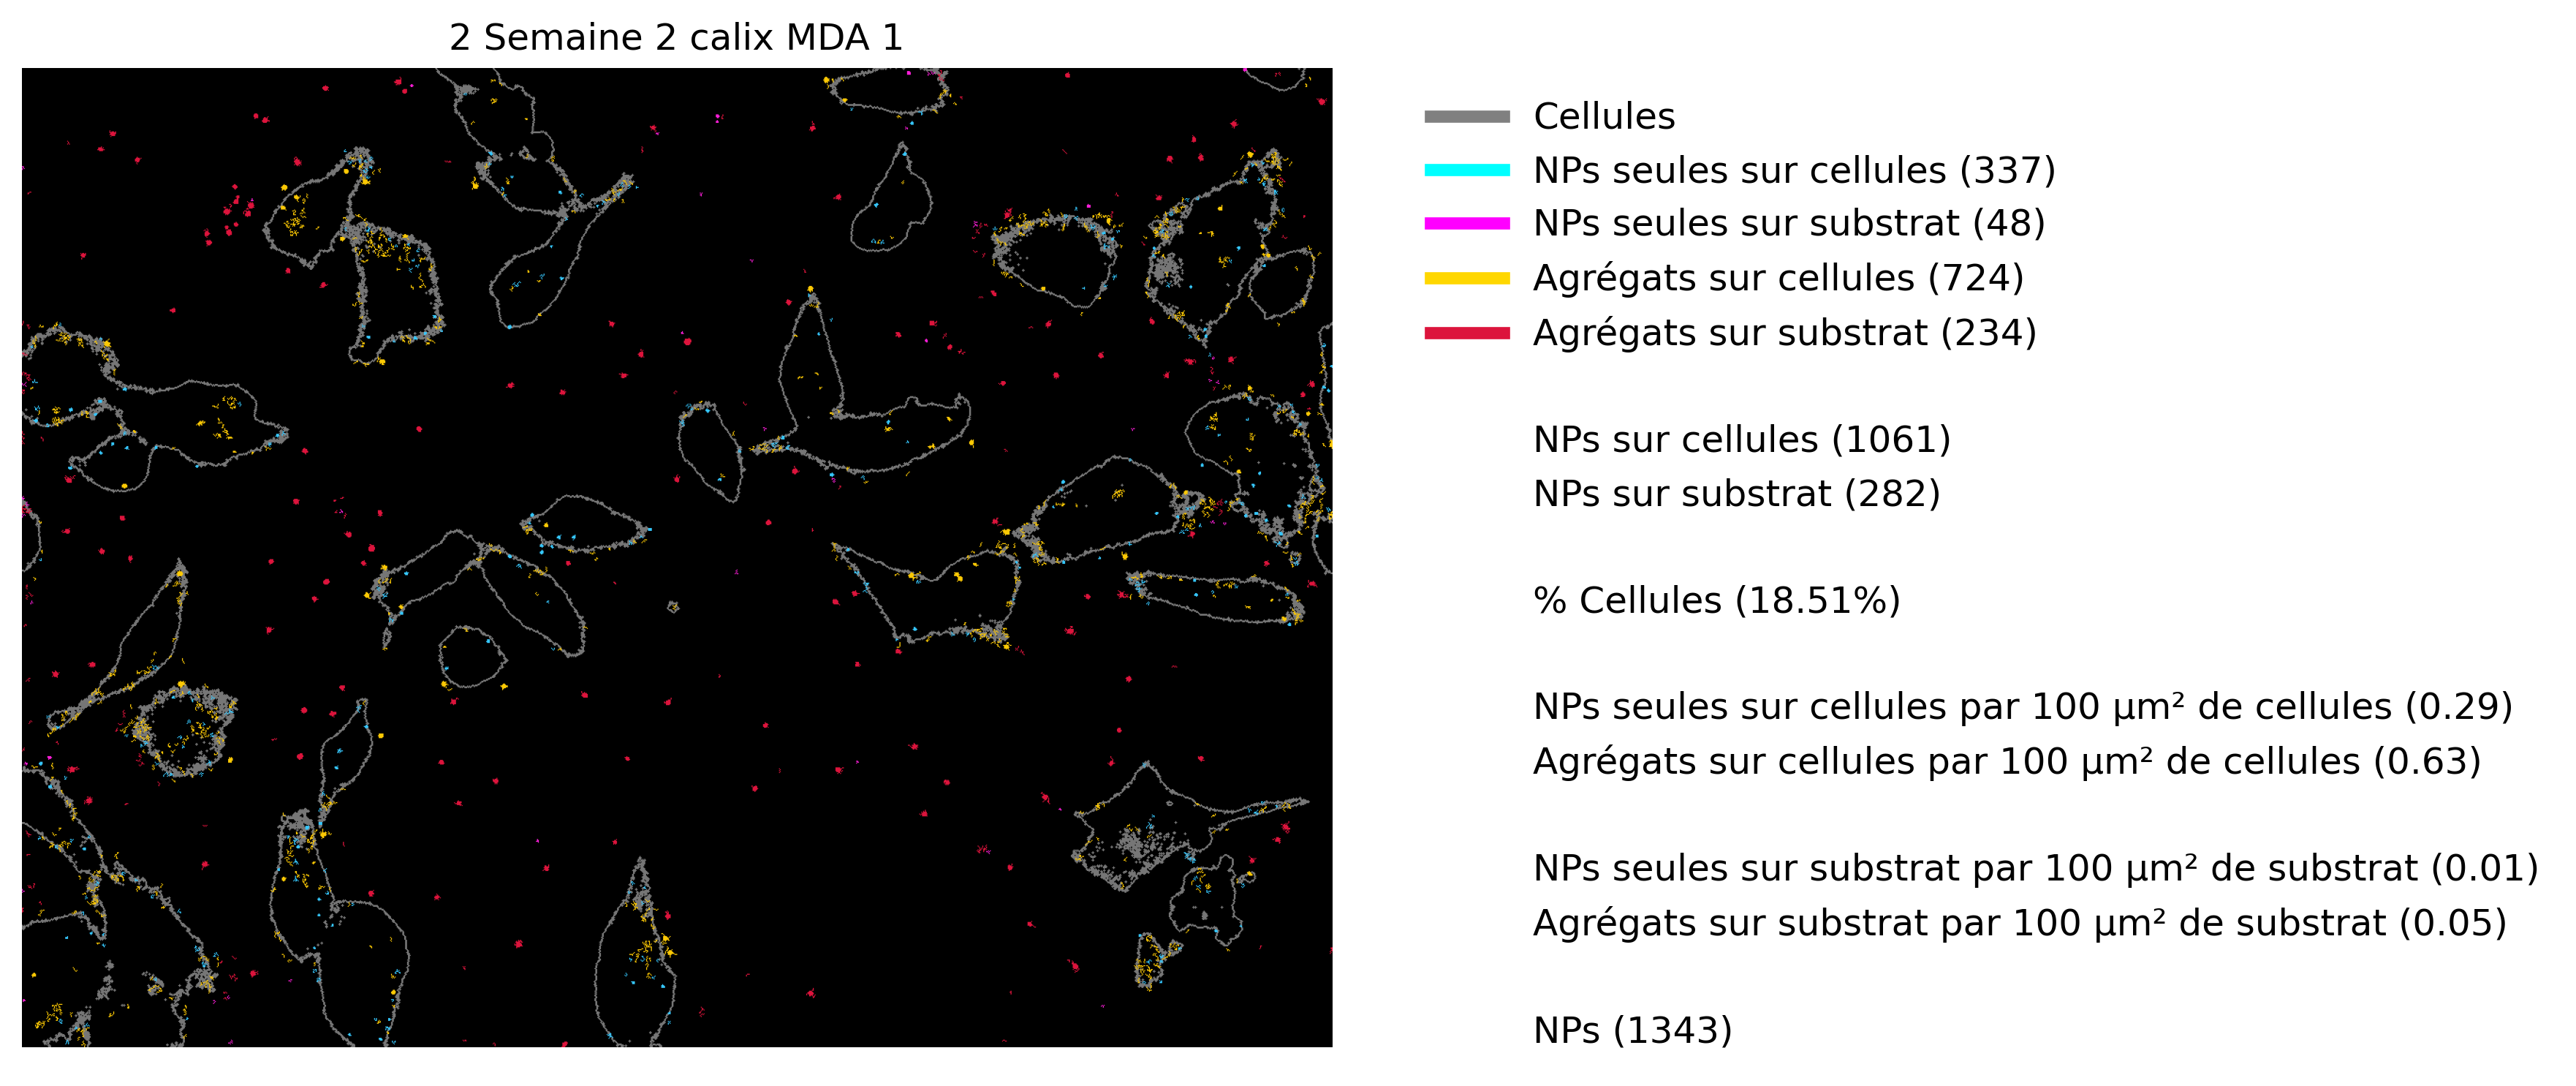 2 Semaine 2 calix MDA 1
Cellules
NPs seules sur cellules (337)
NPs seules sur substrat (48)
Agrégats sur cellules (724)
Agrégats sur substrat (234)
NPs sur cellules (1061)
NPs sur substrat (282)
% Cellules (18.51%)
NPs seules sur cellules par 100 µm² de cellules (0.29)
Agrégats sur cellules par 100 µm² de cellules (0.63)
NPs seules sur substrat par 100 µm² de substrat (0.01)
Agrégats sur substrat par 100 µm² de substrat (0.05)
NPs (1343)